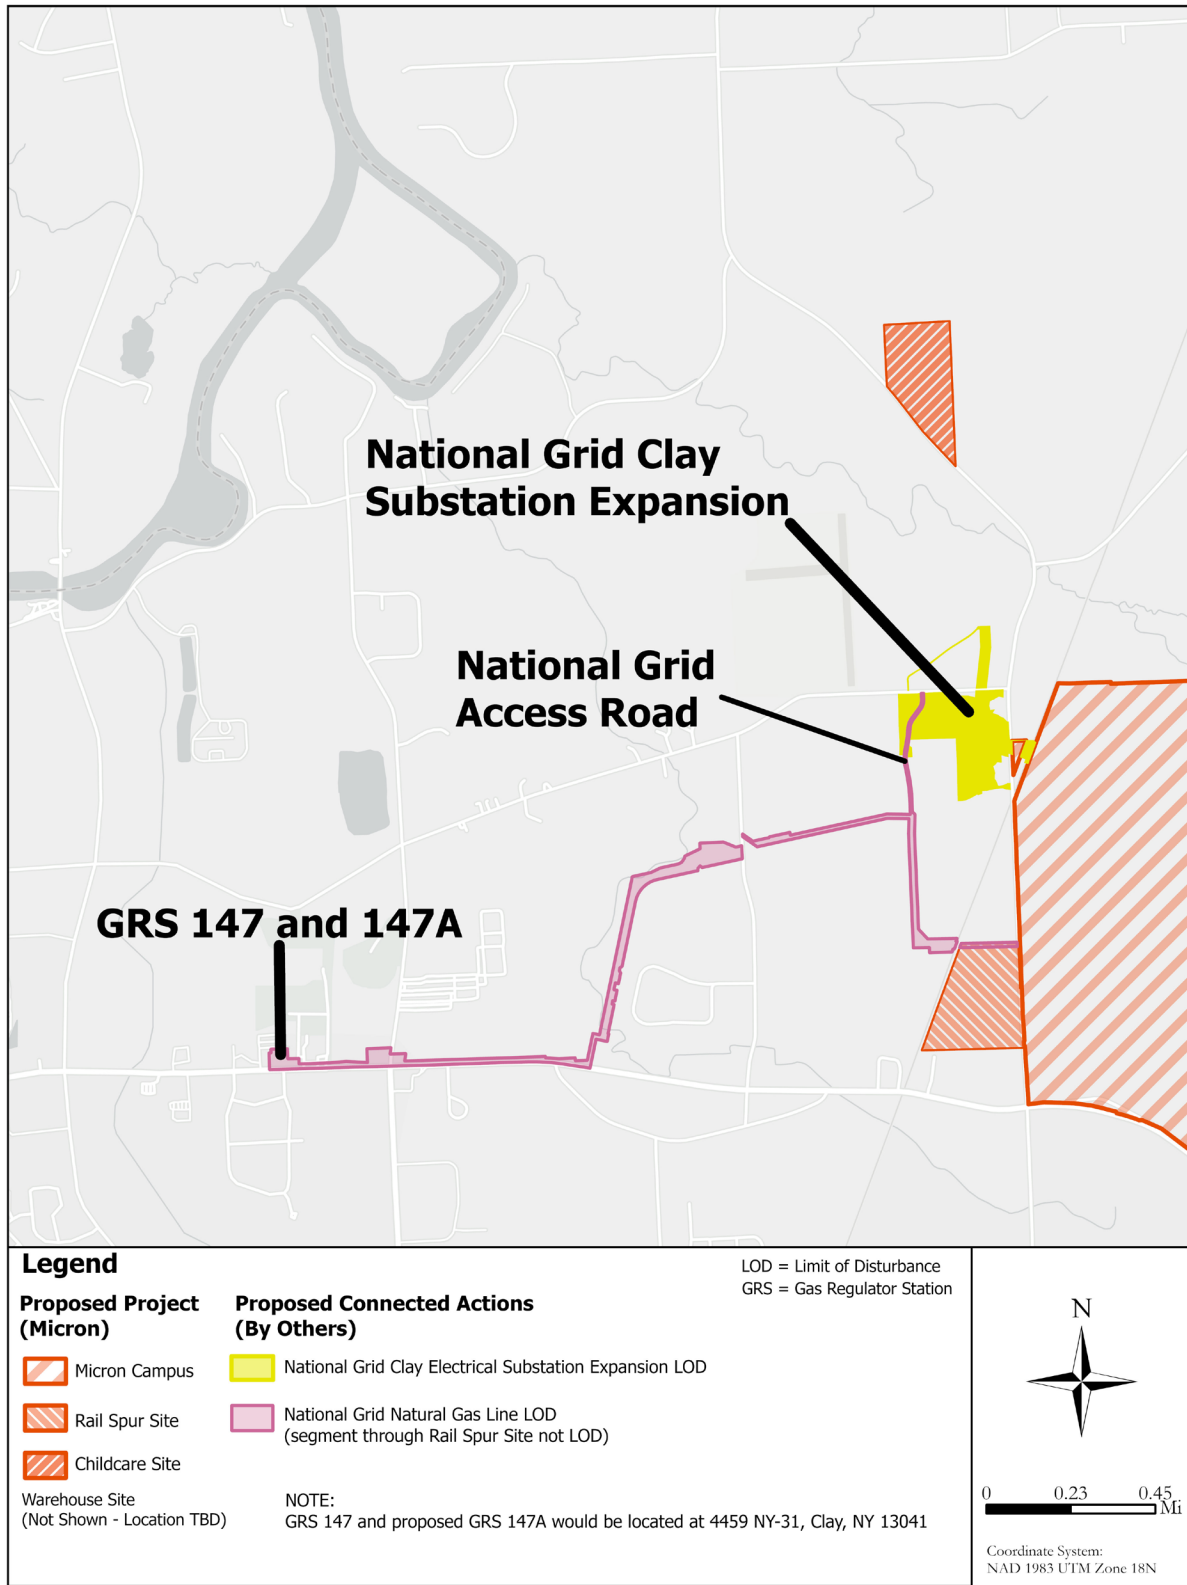 National Grid Clay
Substation Expansion
National Grid
Access Road
GRS 147 and 147A
Legend
LOD = Limit of Disturbance
GRS = Gas Regulator Station
Proposed Project
(Micron)
Micron Campus
Rail Spur Site
Childcare Site
Warehouse Site
(Not Shown - Location TBD)
Proposed Connected Actions
(By Others)
National Grid Clay Electrical Substation Expansion LOD
National Grid Natural Gas Line LOD
(segment through Rail Spur Site not LOD)
NOTE:
GRS 147 and proposed GRS 147A would be located at 4459 NY-31, Clay, NY 13041
N
0 0.23 0.45
Mi
Coordinate System:
NAD 1983 UTM Zone 18N